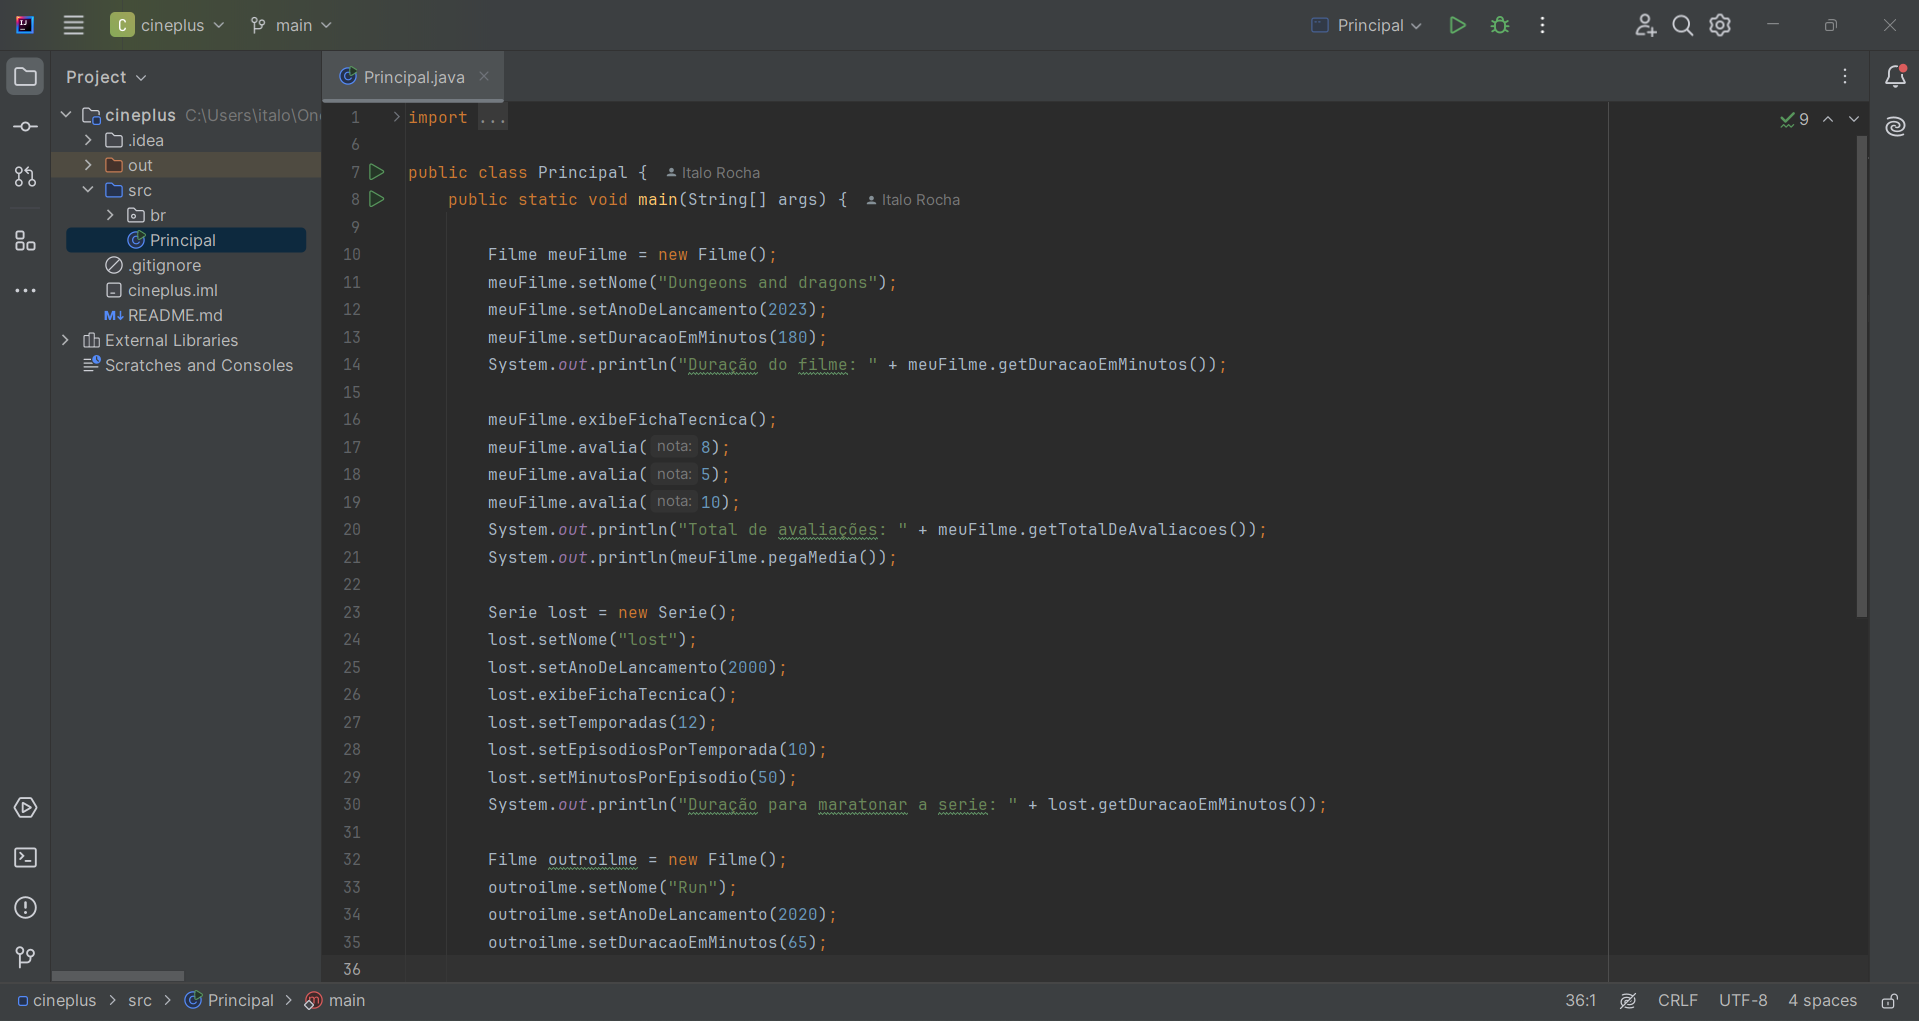 C cineplus main Principal
Project
cineplus C:\Users\italo\On
.idea
out
src
br
Principal
.gitignore
cineplus.iml
M↓ README.md
External Libraries
Scratches and Consoles
Principal.java
9
1 import ...
6
7 public class Principal { Italo Rocha
8 public static void main(String[] args) { Italo Rocha
9
10 Filme meuFilme = new Filme();
11 meuFilme.setNome("Dungeons and dragons");
12 meuFilme.setAnoDeLancamento(2023);
13 meuFilme.setDuracaoEmMinutos(180);
14 System.out.println("Duração do filme: " + meuFilme.getDuracaoEmMinutos());
15
16 meuFilme.exibeFichaTecnica();
17 meuFilme.avalia( nota: 8);
18 meuFilme.avalia( nota: 5);
19 meuFilme.avalia( nota: 10);
20 System.out.println("Total de avaliações: " + meuFilme.getTotalDeAvaliacoes());
21 System.out.println(meuFilme.pegaMedia());
22
23 Serie lost = new Serie();
24 lost.setNome("lost");
25 lost.setAnoDeLancamento(2000);
26 lost.exibeFichaTecnica();
27 lost.setTemporadas(12);
28 lost.setEpisodiosPorTemporada(10);
29 lost.setMinutosPorEpisodio(50);
30 System.out.println("Duração para maratonar a serie: " + lost.getDuracaoEmMinutos());
31
32 Filme outroilme = new Filme();
33 outroilme.setNome("Run");
34 outroilme.setAnoDeLancamento(2020);
35 outroilme.setDuracaoEmMinutos(65);
36
cineplus > src > Principal > main 36:1 CRLF UTF-8 4 spaces